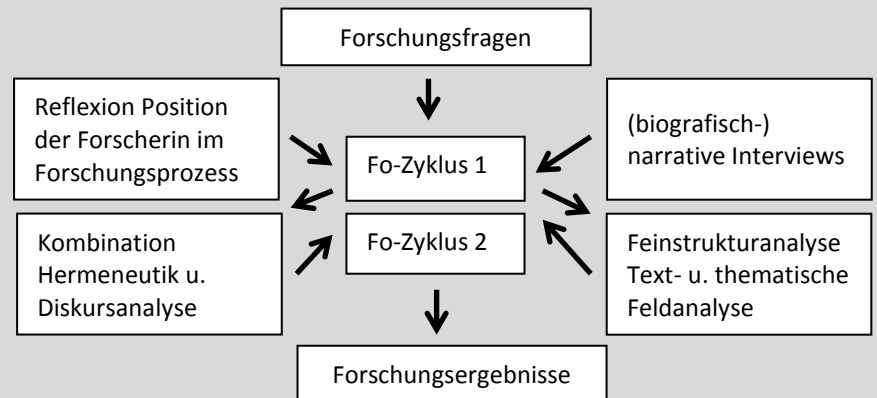 Forschungsfragen
Reflexion Position
der Forscherin im
Forschungsprozess
(biografisch-)
narrative Interviews
Fo-Zyklus 1
Fo-Zyklus 2
Kombination
Hermeneutik u.
Diskursanalyse
Feinstrukturanalyse
Text- u. thematische
Feldanalyse
Forschungsergebnisse